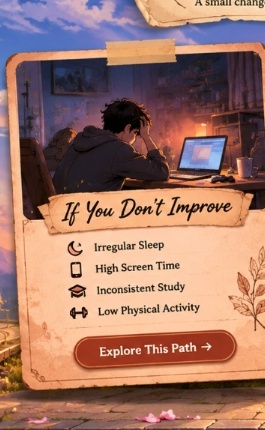 A small chang
If You Don't Improve
Irregular Sleep
High Screen Time
Inconsistent Study
Low Physical Activity
Explore This Path →